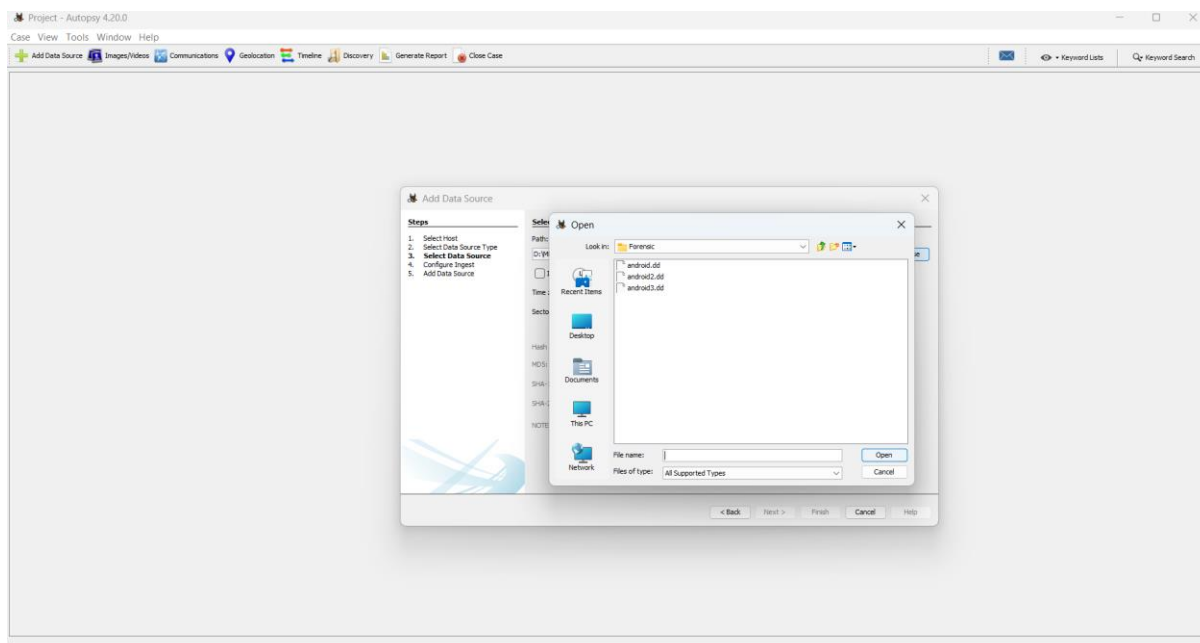 Project - Autopsy 4.20.0
Case View Tools Window Help
Add Data Source Images/Videos Communications Geolocation Timeline Discovery Generate Report Close Case Keyword Lists Keyword Search
Add Data Source
Steps
1. Select Host
2. Select Data Source Type
3. Select Data Source
4. Configure Ingest
5. Add Data Source
Path:
Time
Hash
MD5:
NOTE
Open
Look in: Forensic
android.dd
android2.dd
android3.dd
Recent Items
Desktop
Documents
This PC
Network
File name:
Open
Files of type: All Supported Types
Cancel
< Back Next > Finish Cancel Help